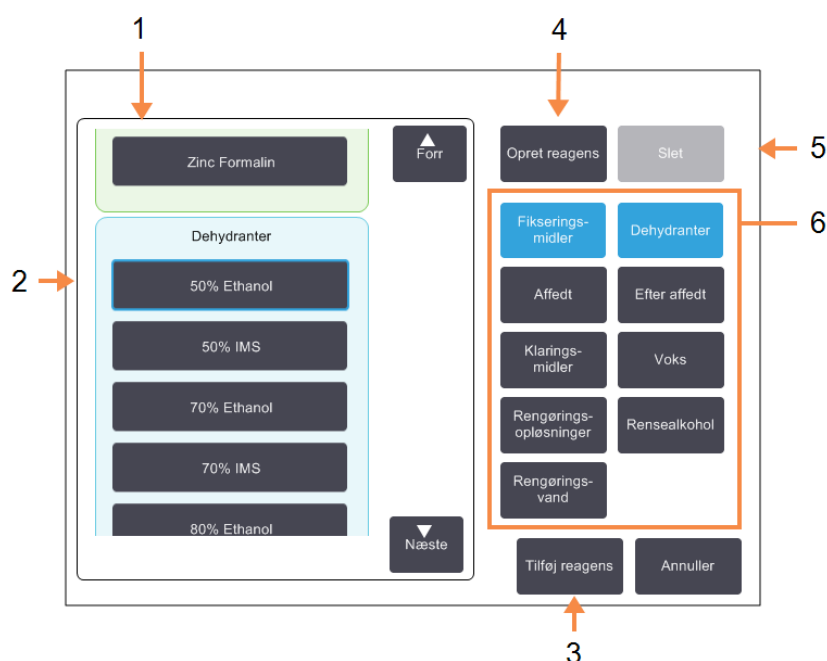 1
4
Zinc Formalin
Forr
Opret reagens
Slet
5
Dehydranter
Fikserings-
midler
Dehydranter
6
2
50% Ethanol
Affedt
Efter affedt
50% IMS
Klarings-
midler
Voks
70% Ethanol
Rengørings-
opløsninger
Rensealkohol
70% IMS
Rengørings-
vand
80% Ethanol
Næste
Tilføj reagens
Annuller
3